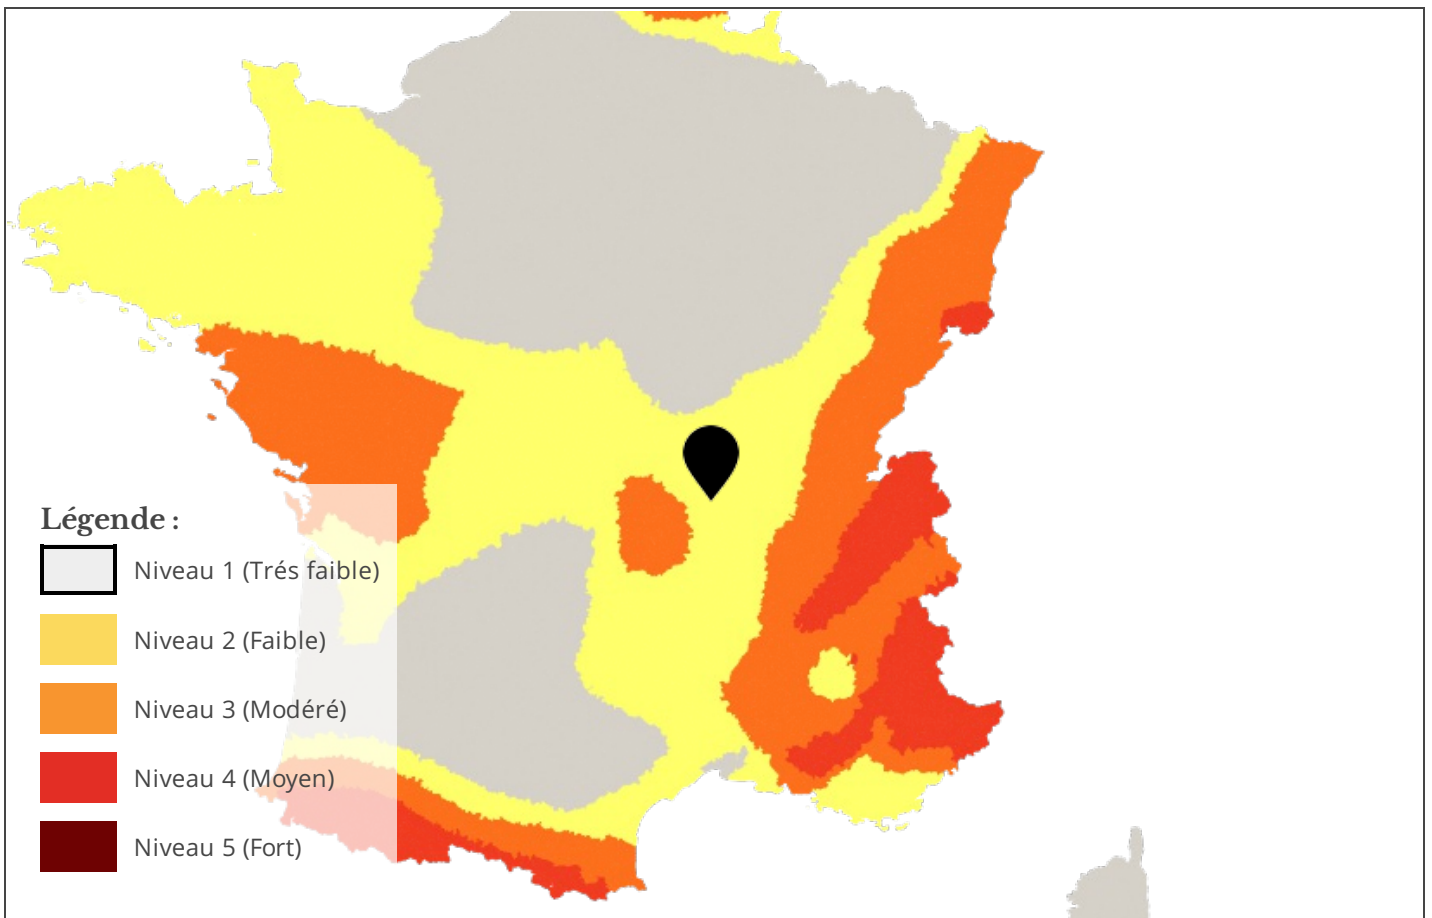 Légende :
Niveau 1 (Trés faible)
Niveau 2 (Faible)
Niveau 3 (Modéré)
Niveau 4 (Moyen)
Niveau 5 (Fort)